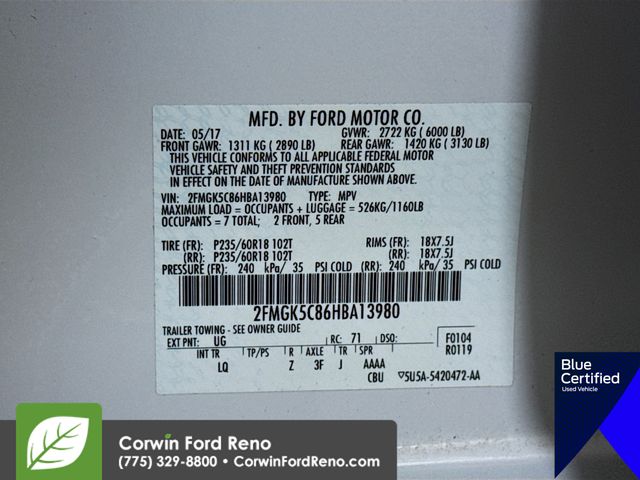 MFD. BY FORD MOTOR CO.
DATE: 05/17 GVWR: 2722 KG ( 6000 LB)
FRONT GAWR: 1311 KG ( 2890 LB) REAR GAWR: 1420 KG ( 3130 LB)
THIS VEHICLE CONFORMS TO ALL APPLICABLE FEDERAL MOTOR
VEHICLE SAFETY AND THEFT PREVENTION STANDARDS
IN EFFECT ON THE DATE OF MANUFACTURE SHOWN ABOVE.
VIN: 2FMGK5C86HBA13980 TYPE: MPV
MAXIMUM LOAD = OCCUPANTS + LUGGAGE = 526KG/1160LB
OCCUPANTS = 7 TOTAL; 2 FRONT, 5 REAR
TIRE (FR): P235/60R18 102T RIMS (FR): 18X7.5J
(RR): P235/60R18 102T (RR): 18X7.5J
PRESSURE (FR): 240 kPa/ 35 PSI COLD (RR): 240 kPa/ 35 PSI COLD
2FMGK5C86HBA13980
TRAILER TOWING - SEE OWNER GUIDE
EXT PNT: UG RC: 71 DSO: F0104
INT TR TP/PS R AXLE TR SPR R0119
LQ Z 3F J AAAA
CBU 5U5A-5420472-AA
Blue
Certified
Used Vehicle
Corwin Ford Reno
(775) 329-8800 • CorwinFordReno.com